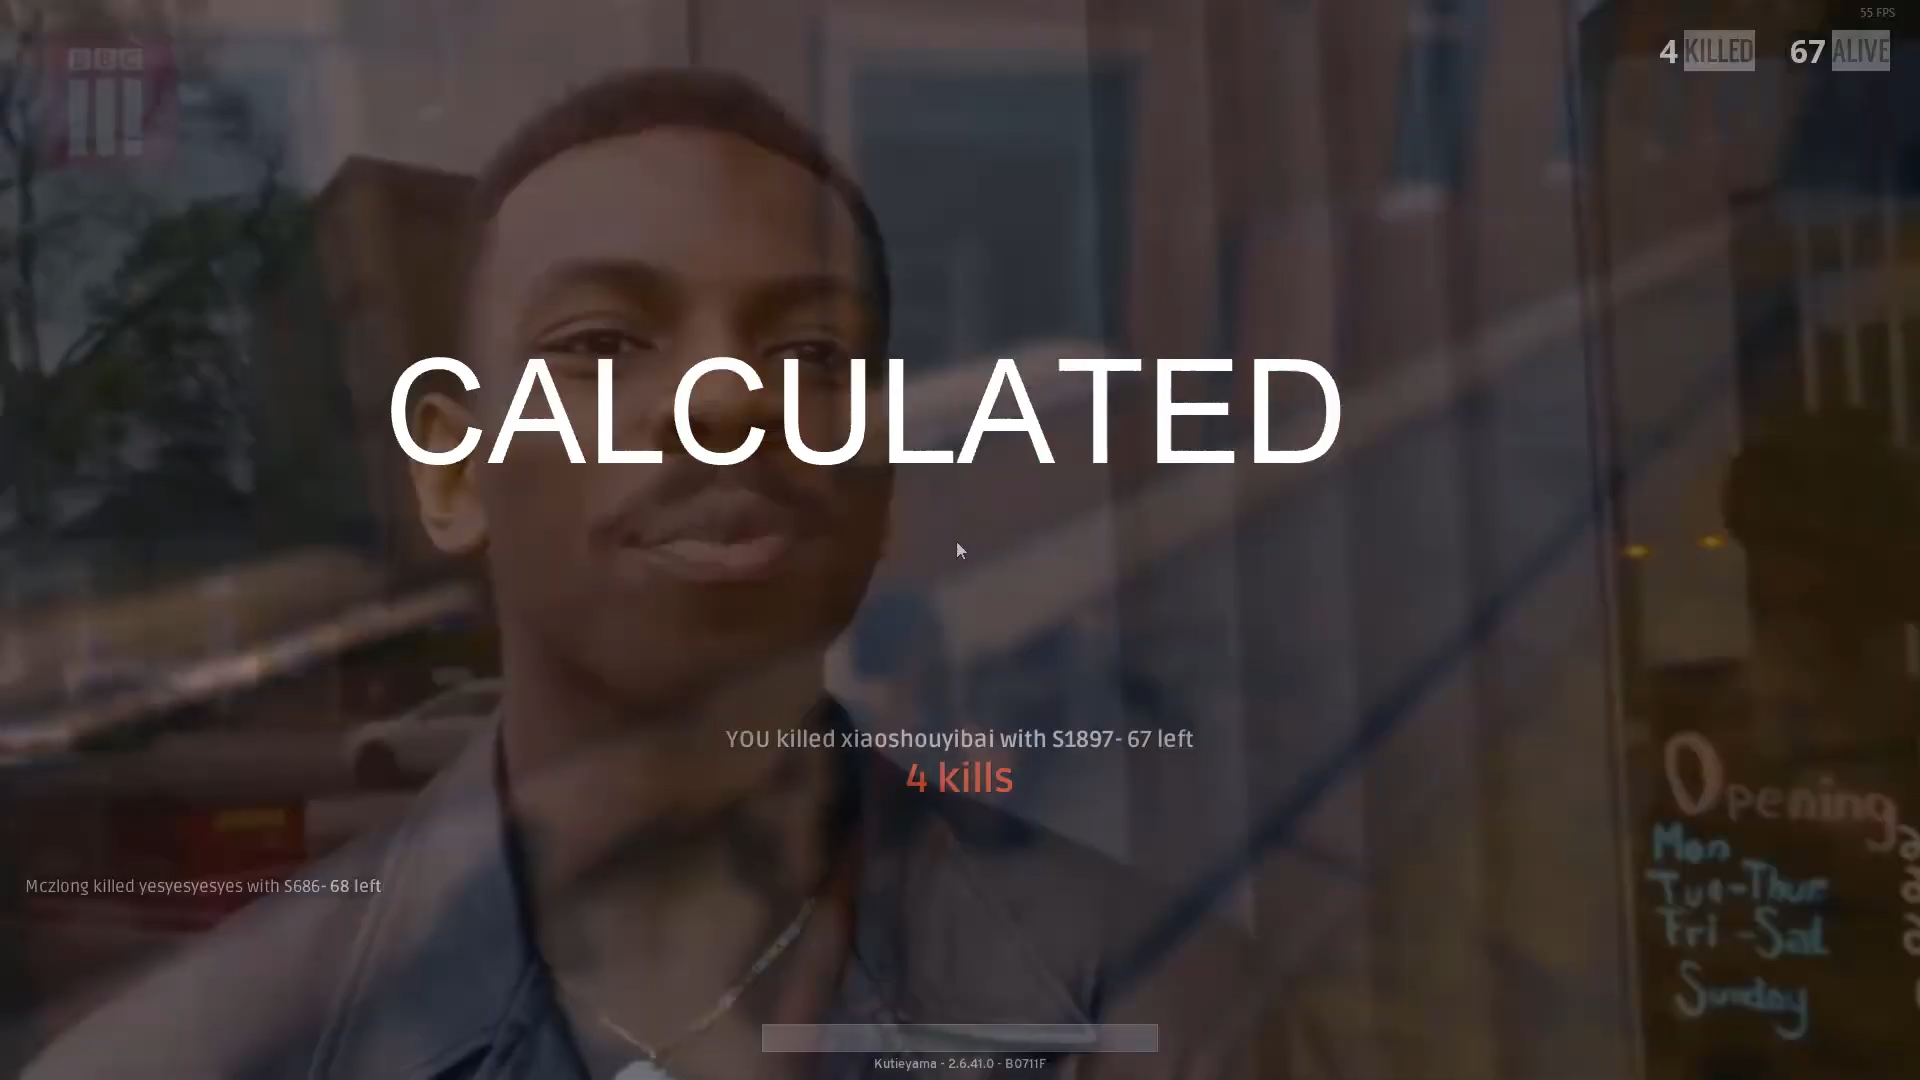 55 FPS
BBC
4 KILLED 67 ALIVE
CALCULATED
YOU killed xiaoshouyibai with S1897- 67 left
4 kills
Opening
Mon
Tue-Thur
Fri -Sat
Sunday
Mczlong killed yesyesyesyes with S686- 68 left
Kutieyama - 2.6.41.0 - B0711F